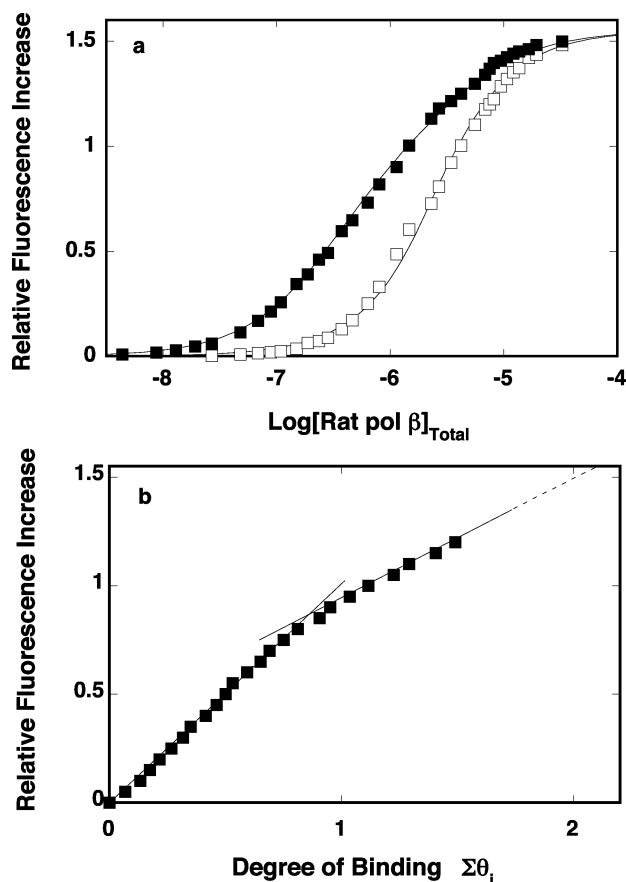 a
Relative Fluorescence Increase
1.5
1
0.5
0
-8
-7
-6
-5
-4
Log[Rat pol β]Total
b
Relative Fluorescence Increase
1.5
1
0.5
0
0
1
2
Degree of Binding Σθi